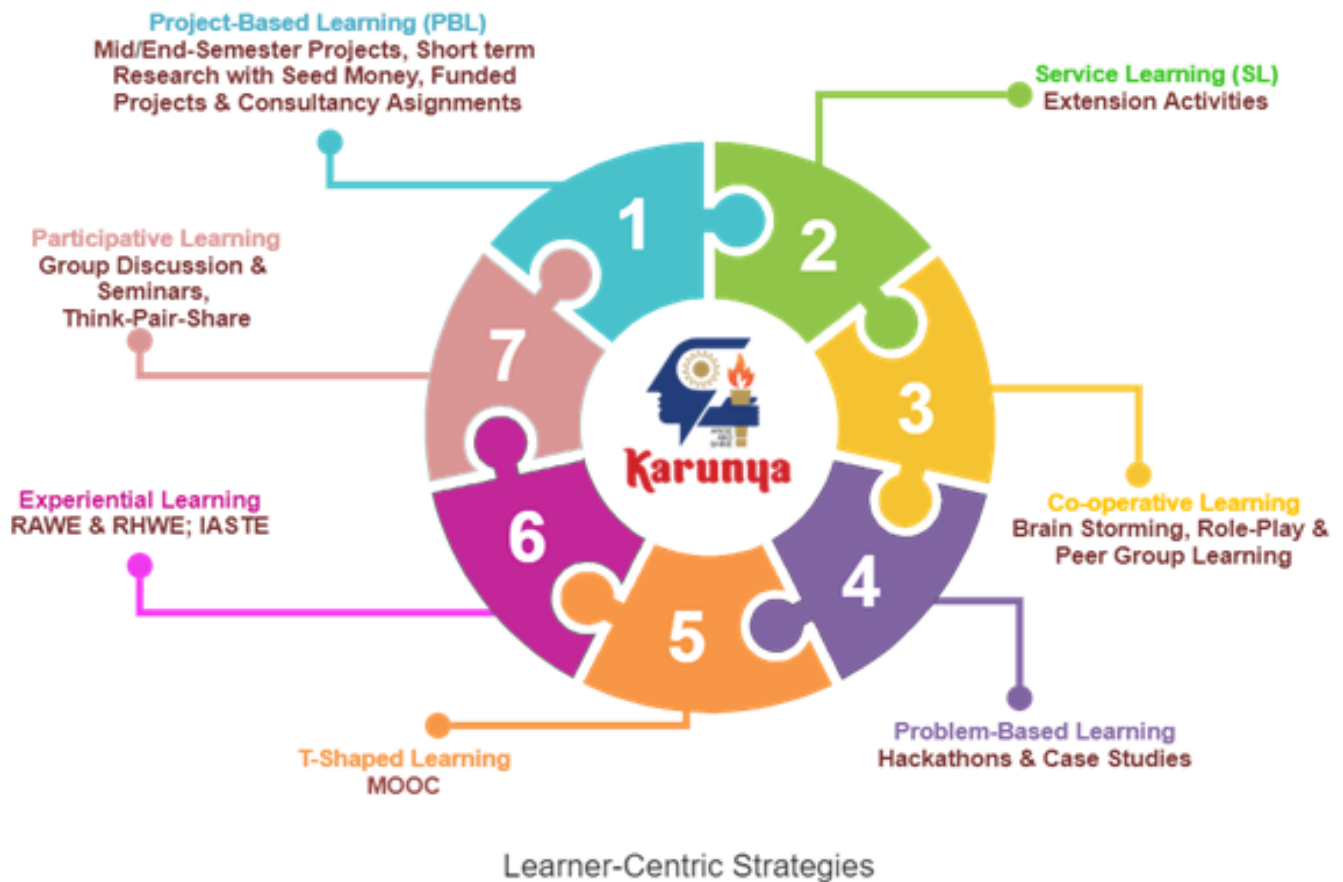 Project-Based Learning (PBL)
Mid/End-Semester Projects, Short term
Research with Seed Money, Funded
Projects & Consultancy Asignments
Service Learning (SL)
Extension Activities
1
2
Participative Learning
Group Discussion &
Seminars,
Think-Pair-Share
7
3
Karunya
Experiential Learning
RAWE & RHWE; IASTE
Co-operative Learning
Brain Storming, Role-Play &
Peer Group Learning
6
4
5
T-Shaped Learning
MOOC
Problem-Based Learning
Hackathons & Case Studies
Learner-Centric Strategies